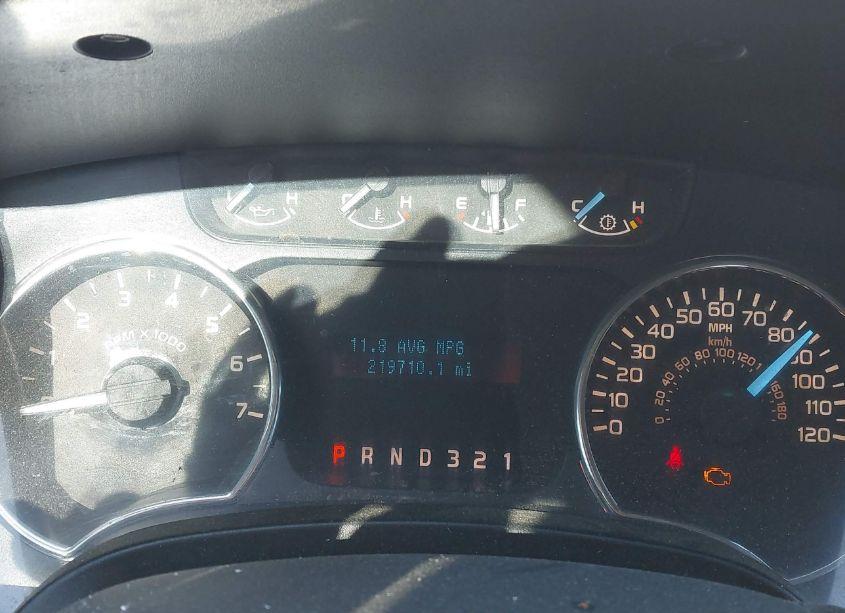 H
C H
E F
C H
1 2 3 4 5 6 7
RPM X 1000
11.8 AVG MPG
219710.1 mi
P R N D 3 2 1
0 10 20 30 40 50 60 70 80 90 100 110 120
MPH
km/h
0 20 40 60 80 100 120 160 180